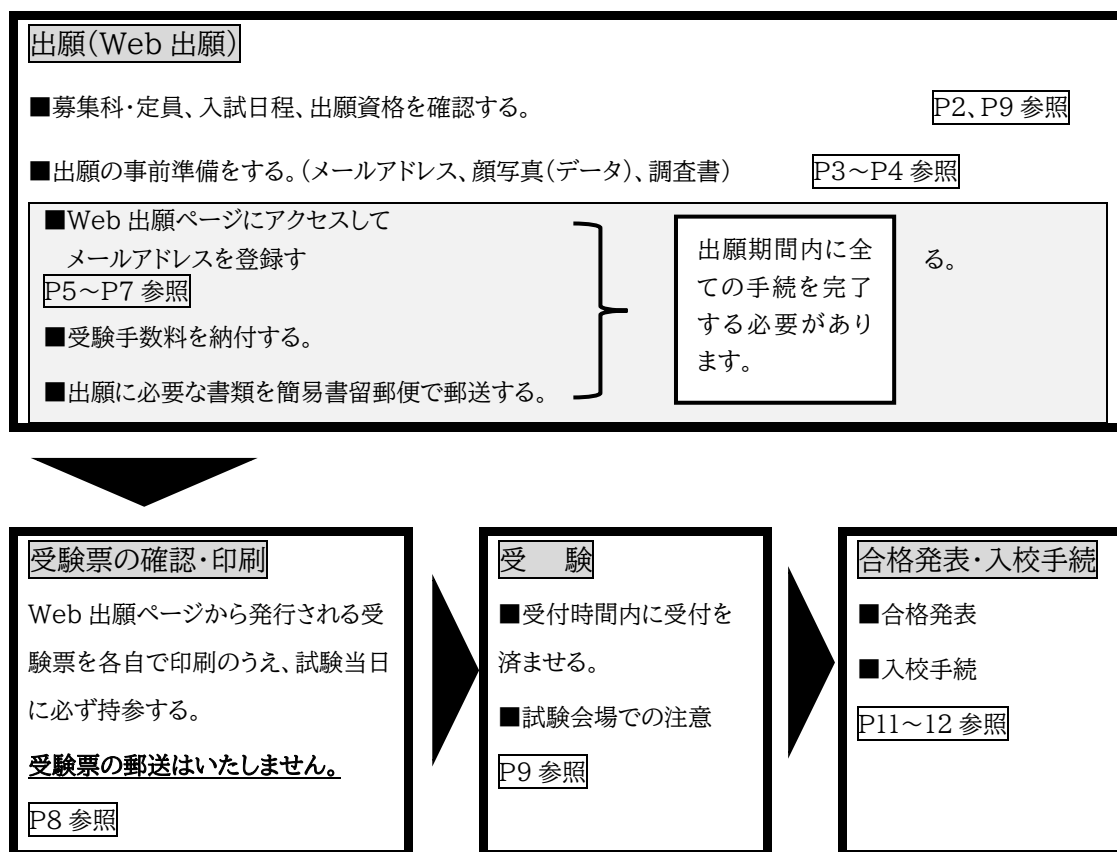 出願(Web 出願)
■募集科・定員、入試日程、出願資格を確認する。 P2、P9 参照
■出願の事前準備をする。(メールアドレス、顔写真(データ)、調査書) P3～P4 参照
■Web 出願ページにアクセスして
メールアドレスを登録す
る。
P5～P7 参照
■受験手数料を納付する。
■出願に必要な書類を簡易書留郵便で郵送する。
出願期間内に全
ての手続を完了
する必要があり
ます。
受験票の確認・印刷
Web 出願ページから発行される受
験票を各自で印刷のうえ、試験当日
に必ず持参する。
受験票の郵送はいたしません。
P8 参照
受 験
■受付時間内に受付を
済ませる。
■試験会場での注意
P9 参照
合格発表・入校手続
■合格発表
■入校手続
P11～12 参照